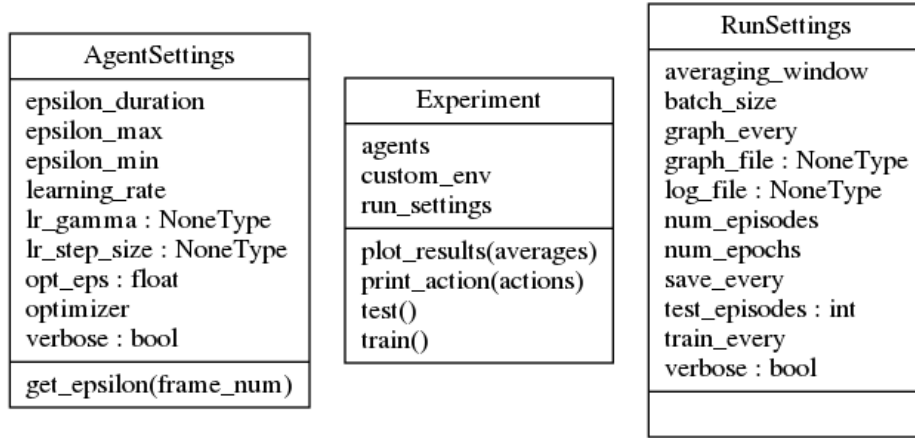 AgentSettings
epsilon_duration
epsilon_max
epsilon_min
learning_rate
lr_gamma : NoneType
lr_step_size : NoneType
opt_eps : float
optimizer
verbose : bool
get_epsilon(frame_num)
Experiment
agents
custom_env
run_settings
plot_results(averages)
print_action(actions)
test()
train()
RunSettings
averaging_window
batch_size
graph_every
graph_file : NoneType
log_file : NoneType
num_episodes
num_epochs
save_every
test_episodes : int
train_every
verbose : bool